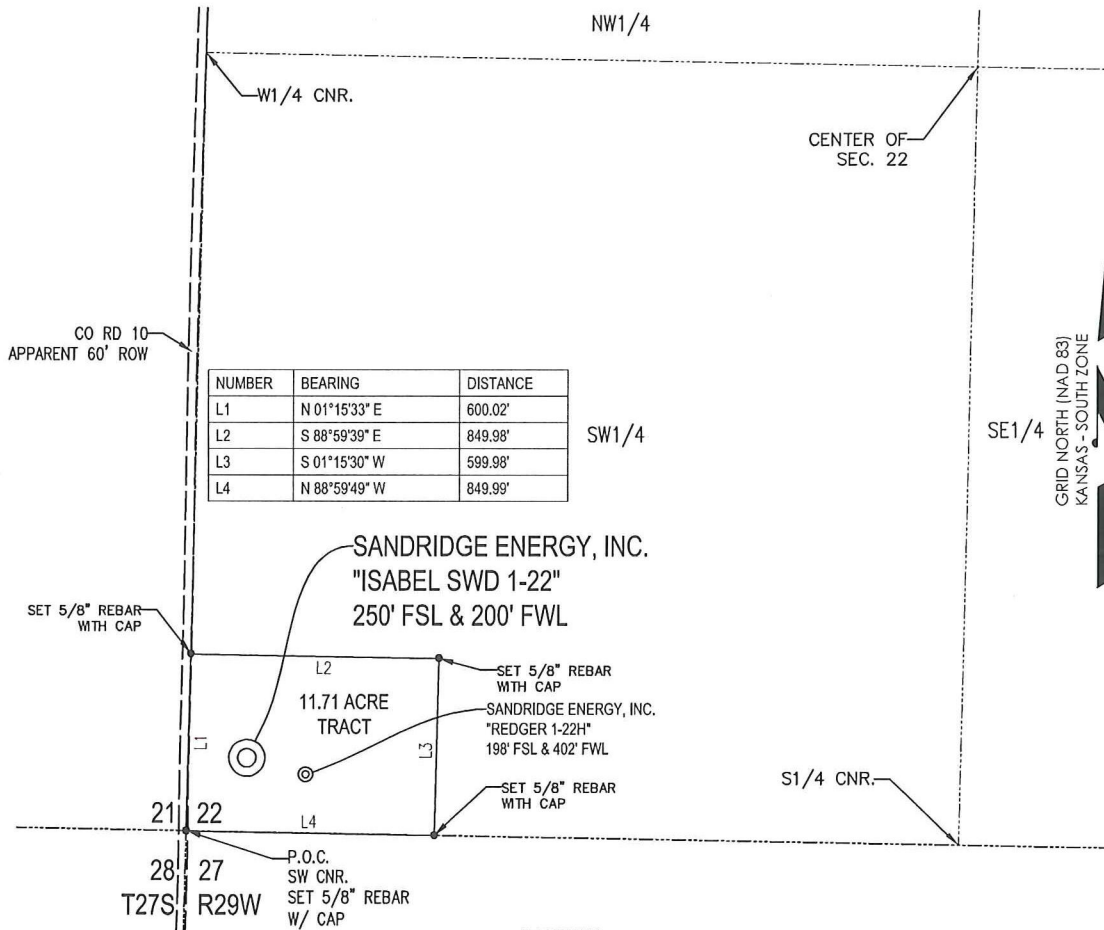 NW1/4
W1/4 CNR.
CENTER OF
SEC. 22
CO RD 10
APPARENT 60' ROW
NUMBER BEARING DISTANCE
L1 N 01°15'33" E 600.02'
L2 S 88°59'39" E 849.98'
L3 S 01°15'30" W 599.98'
L4 N 88°59'49" W 849.99'
SW1/4
SE1/4
GRID NORTH (NAD 83)
KANSAS - SOUTH ZONE
SANDRIDGE ENERGY, INC.
"ISABEL SWD 1-22"
250' FSL & 200' FWL
SET 5/8" REBAR
WITH CAP
L2
SET 5/8" REBAR
WITH CAP
11.71 ACRE
TRACT
SANDRIDGE ENERGY, INC.
"REDGER 1-22H"
198' FSL & 402' FWL
L1
L3
SET 5/8" REBAR
WITH CAP
S1/4 CNR.
21 22
L4
28 27
T27S R29W
P.O.C.
SW CNR.
SET 5/8" REBAR
W/ CAP